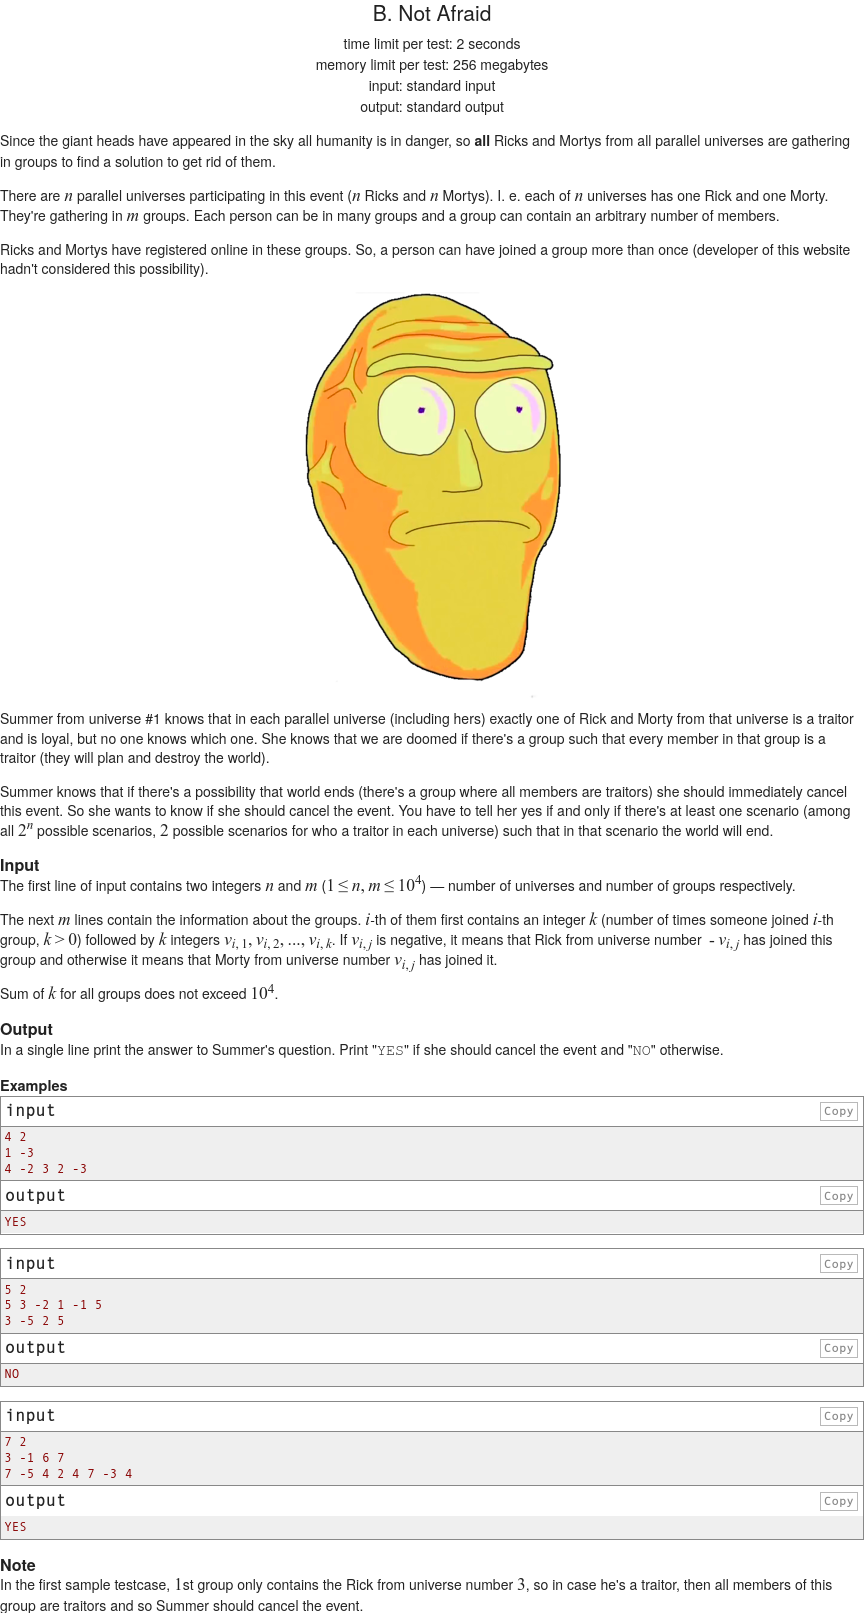 B. Not Afraid
time limit per test: 2 seconds
memory limit per test: 256 megabytes
input: standard input
output: standard output
Since the giant heads have appeared in the sky all humanity is in danger, so all Ricks and Mortys from all parallel universes are gathering
in groups to find a solution to get rid of them.
There are n parallel universes participating in this event (n Ricks and n Mortys). I. e. each of n universes has one Rick and one Morty.
They're gathering in m groups. Each person can be in many groups and a group can contain an arbitrary number of members.
Ricks and Mortys have registered online in these groups. So, a person can have joined a group more than once (developer of this website
hadn't considered this possibility).
Summer from universe #1 knows that in each parallel universe (including hers) exactly one of Rick and Morty from that universe is a traitor
and is loyal, but no one knows which one. She knows that we are doomed if there's a group such that every member in that group is a
traitor (they will plan and destroy the world).
Summer knows that if there's a possibility that world ends (there's a group where all members are traitors) she should immediately cancel
this event. So she wants to know if she should cancel the event. You have to tell her yes if and only if there's at least one scenario (among
all 2^n possible scenarios, 2 possible scenarios for who a traitor in each universe) such that in that scenario the world will end.
Input
The first line of input contains two integers n and m (1 ≤ n, m ≤ 10^4) — number of universes and number of groups respectively.
The next m lines contain the information about the groups. i-th of them first contains an integer k (number of times someone joined i-th
group, k > 0) followed by k integers v_{i, 1}, v_{i, 2}, ..., v_{i, k}. If v_{i, j} is negative, it means that Rick from universe number  - v_{i, j} has joined this
group and otherwise it means that Morty from universe number v_{i, j} has joined it.
Sum of k for all groups does not exceed 10^4.
Output
In a single line print the answer to Summer's question. Print "YES" if she should cancel the event and "NO" otherwise.
Examples
input Copy
4 2
1 -3
4 -2 3 2 -3
output Copy
YES
input Copy
5 2
5 3 -2 1 -1 5
3 -5 2 5
output Copy
NO
input Copy
7 2
3 -1 6 7
7 -5 4 2 4 7 -3 4
output Copy
YES
Note
In the first sample testcase, 1st group only contains the Rick from universe number 3, so in case he's a traitor, then all members of this
group are traitors and so Summer should cancel the event.